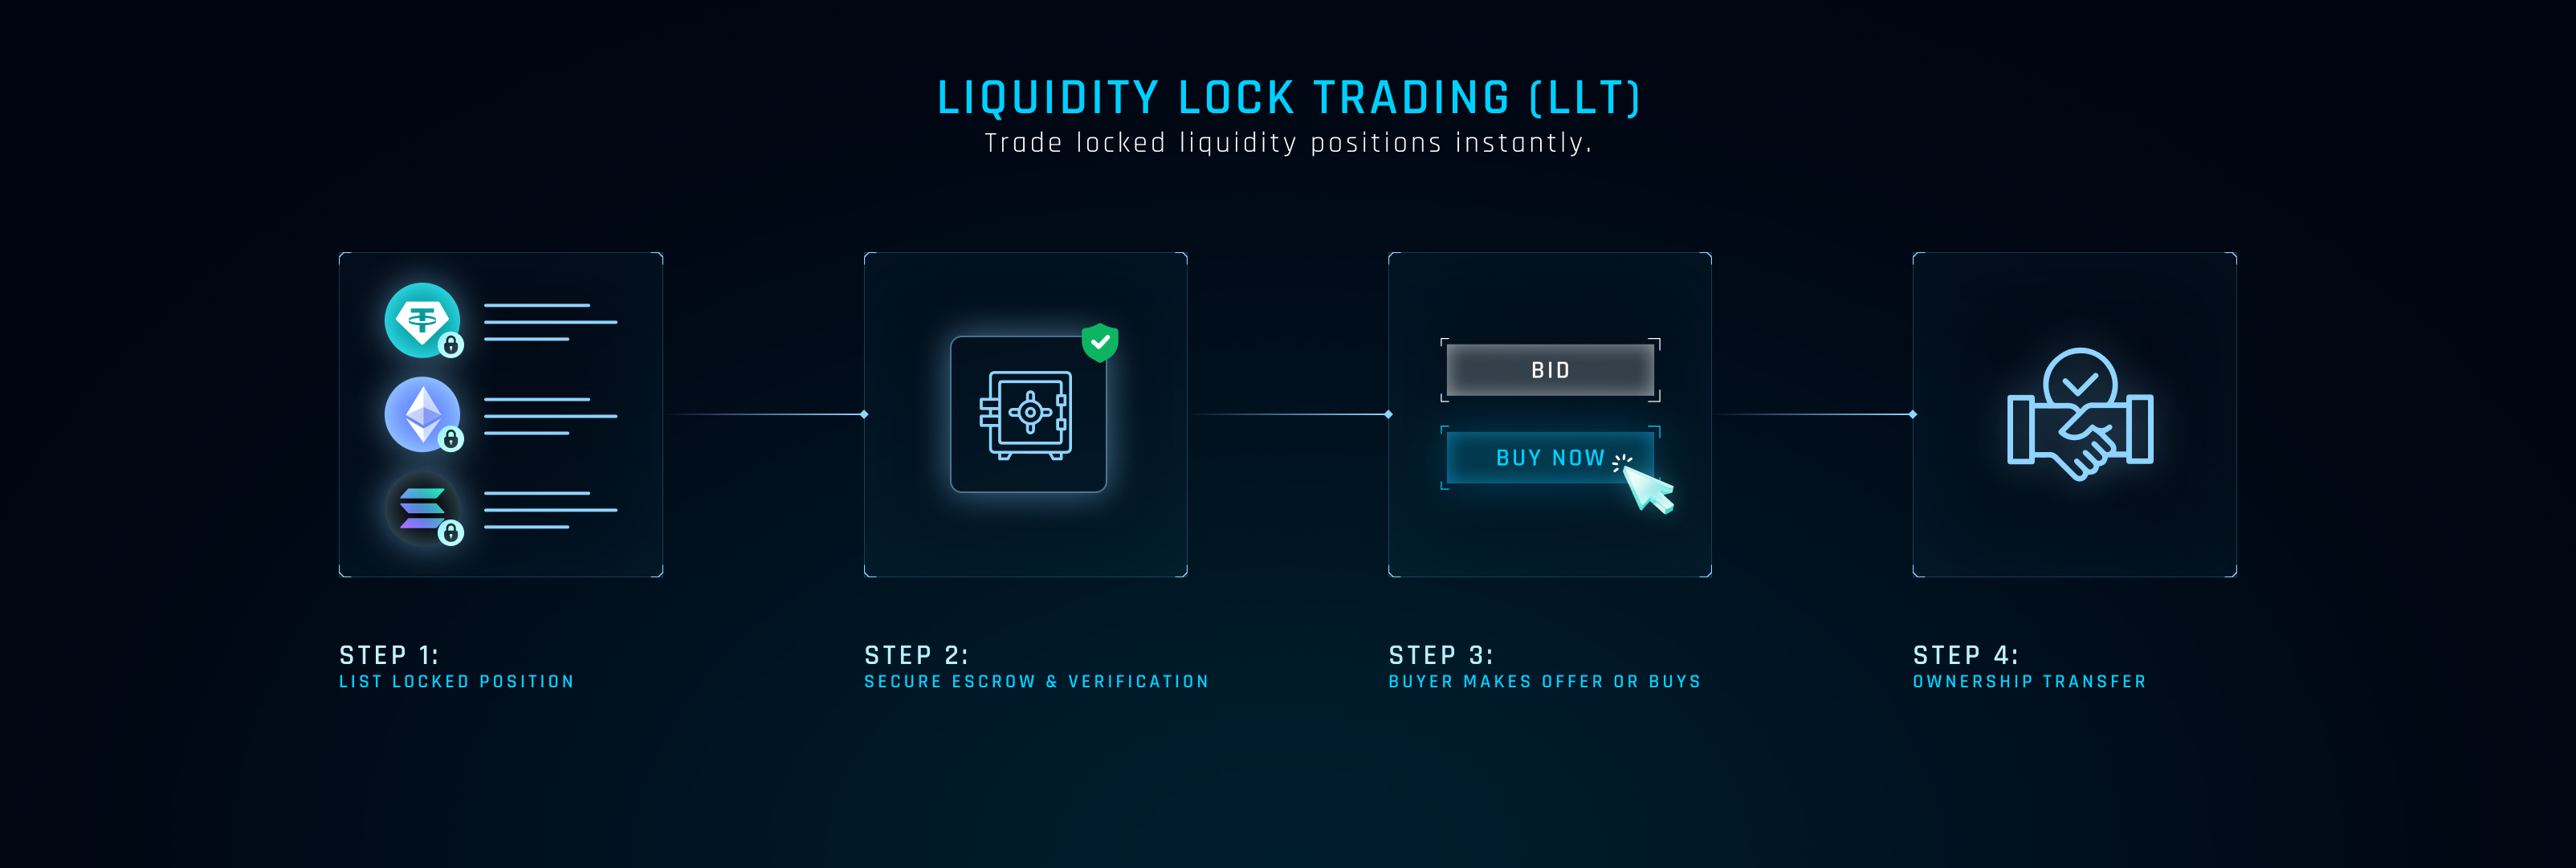 LIQUIDITY LOCK TRADING (LLT)
Trade locked liquidity positions instantly.
BID
BUY NOW
STEP 1:
LIST LOCKED POSITION
STEP 2:
SECURE ESCROW & VERIFICATION
STEP 3:
BUYER MAKES OFFER OR BUYS
STEP 4:
OWNERSHIP TRANSFER